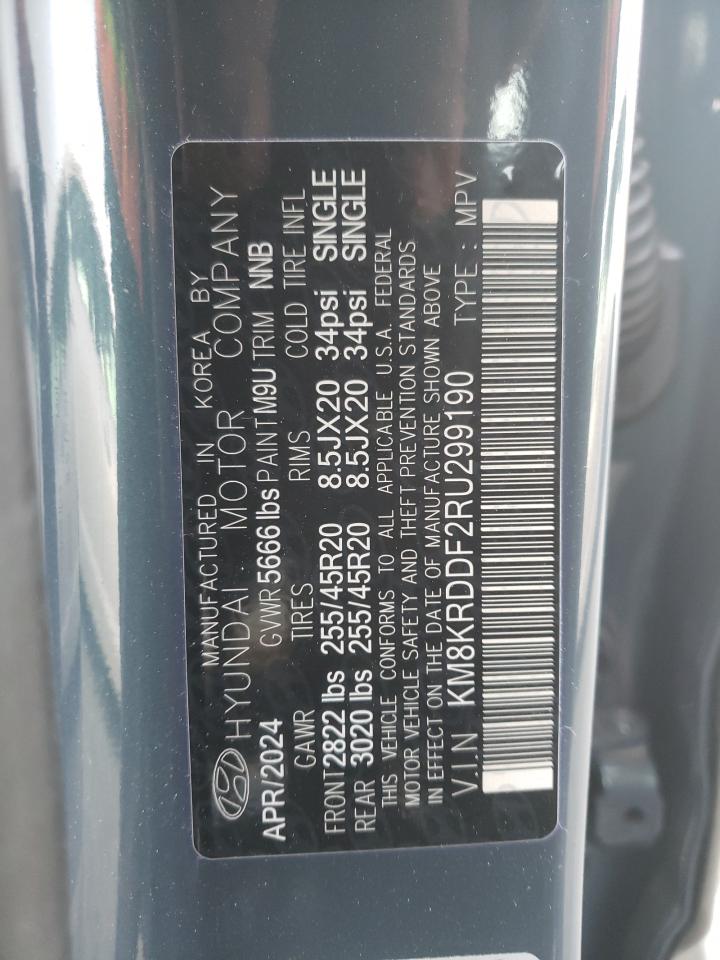 MANUFACTURED IN KOREA BY
HYUNDAI MOTOR COMPANY
APR/2024 GVWR 5666 lbs PAINT M9U TRIM NNB
GAWR TIRES RIMS COLD TIRE INFL
FRONT 2822 lbs 255/45R20 8.5JX20 34psi SINGLE
REAR 3020 lbs 255/45R20 8.5JX20 34psi SINGLE
THIS VEHICLE CONFORMS TO ALL APPLICABLE U.S.A. FEDERAL
MOTOR VEHICLE SAFETY AND THEFT PREVENTION STANDARDS
IN EFFECT ON THE DATE OF MANUFACTURE SHOWN ABOVE
V.I.N KM8KRDDF2RU299190 TYPE : MPV